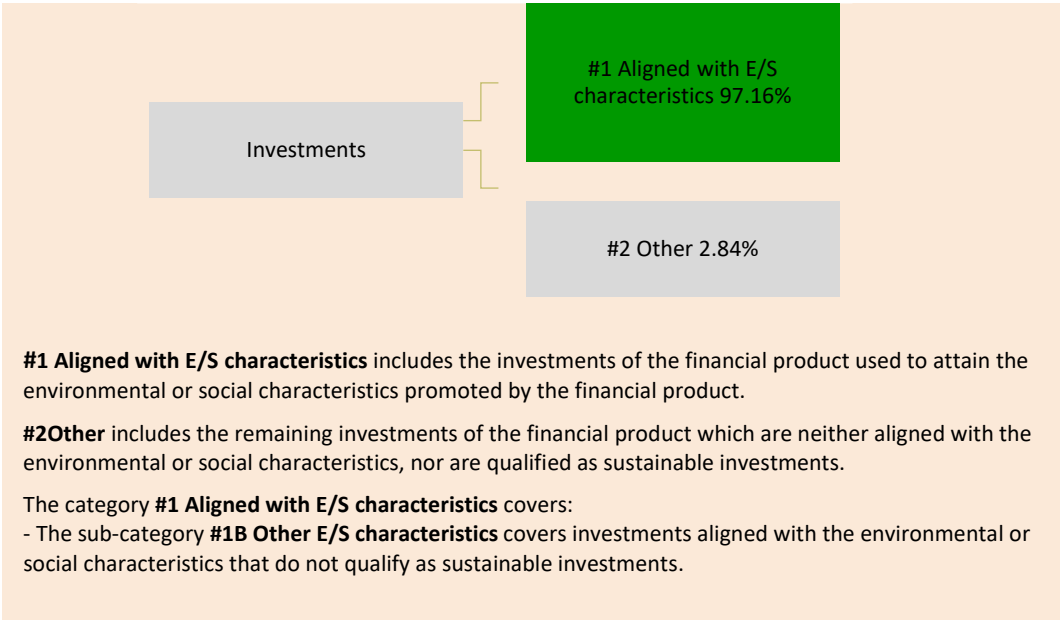 #1 Aligned with E/S
characteristics 97.16%
Investments
#2 Other 2.84%
#1 Aligned with E/S characteristics includes the investments of the financial product used to attain the
environmental or social characteristics promoted by the financial product.
#2Other includes the remaining investments of the financial product which are neither aligned with the
environmental or social characteristics, nor are qualified as sustainable investments.
The category #1 Aligned with E/S characteristics covers:
- The sub-category #1B Other E/S characteristics covers investments aligned with the environmental or
social characteristics that do not qualify as sustainable investments.